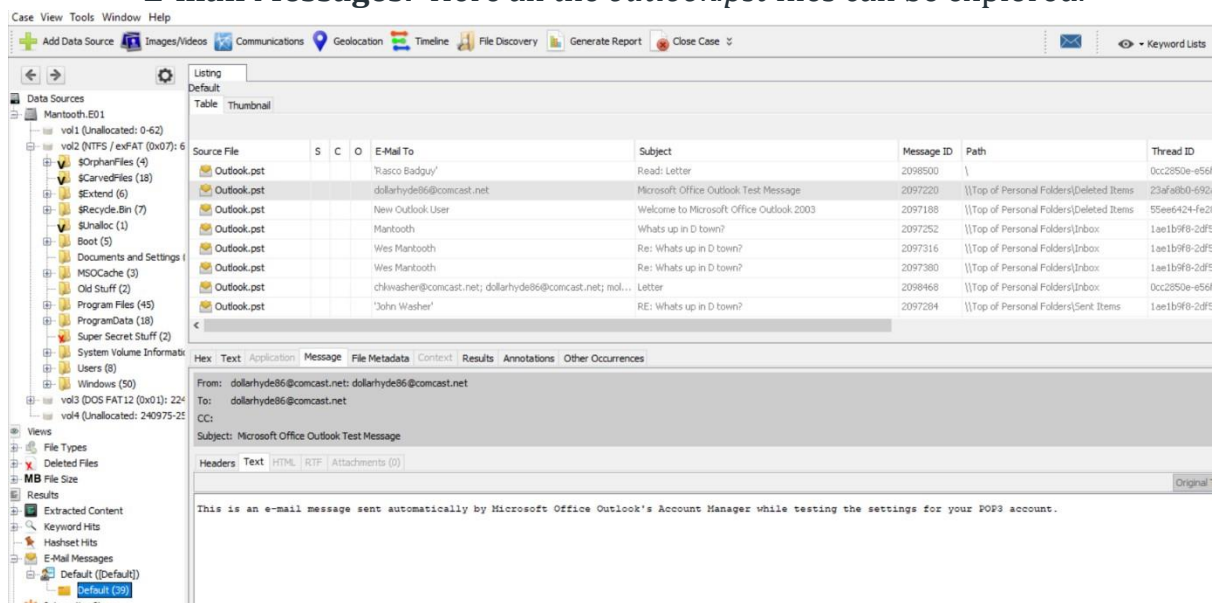 E-Mail Messages: Here all the outlook.pst files can be explored.
Case View Tools Window Help
Add Data Source Images/Videos Communications Geolocation Timeline File Discovery Generate Report Close Case Keyword Lists
Listing
Default
Table Thumbnail
Data Sources
Mantooth.E01
vol1 (Unallocated: 0-62)
vol2 (NTFS / exFAT (0x07): 6
$OrphanFiles (4)
$CarvedFiles (18)
$Extend (6)
$Recycle.Bin (7)
$Unalloc (1)
Boot (5)
Documents and Settings
MSOCache (3)
Old Stuff (2)
Program Files (45)
ProgramData (18)
Super Secret Stuff (2)
System Volume Informati
Users (8)
Windows (50)
vol3 (DOS FAT12 (0x01): 224
vol4 (Unallocated: 240975-25
Views
File Types
Deleted Files
MB File Size
Results
Extracted Content
Keyword Hits
Hashset Hits
E-Mail Messages
Default ([Default])
Default (39)
Source File S C O E-Mail To Subject Message ID Path Thread ID
Outlook.pst 'Rasco Badguy' Read: Letter 2098500 \ 0cc2850e-e56
Outlook.pst dollarhyde86@comcast.net Microsoft Office Outlook Test Message 2097220 \\Top of Personal Folders\Deleted Items 23afa8b0-692
Outlook.pst New Outlook User Welcome to Microsoft Office Outlook 2003 2097188 \\Top of Personal Folders\Deleted Items 55ee6424-fe2
Outlook.pst Mantooth Whats up in D town? 2097252 \\Top of Personal Folders\Inbox 1ae1b9f8-2df5
Outlook.pst Wes Mantooth Re: Whats up in D town? 2097316 \\Top of Personal Folders\Inbox 1ae1b9f8-2df5
Outlook.pst Wes Mantooth Re: Whats up in D town? 2097380 \\Top of Personal Folders\Inbox 1ae1b9f8-2df5
Outlook.pst chkwasher@comcast.net; dollarhyde86@comcast.net; mol... Letter 2098468 \\Top of Personal Folders\Inbox 0cc2850e-e56
Outlook.pst 'John Washer' RE: Whats up in D town? 2097284 \\Top of Personal Folders\Sent Items 1ae1b9f8-2df5
Hex Text Application Message File Metadata Context Results Annotations Other Occurrences
From: dollarhyde86@comcast.net: dollarhyde86@comcast.net
To: dollarhyde86@comcast.net
CC:
Subject: Microsoft Office Outlook Test Message
Headers Text HTML RTF Attachments (0)
Original
This is an e-mail message sent automatically by Microsoft Office Outlook's Account Manager while testing the settings for your POP3 account.